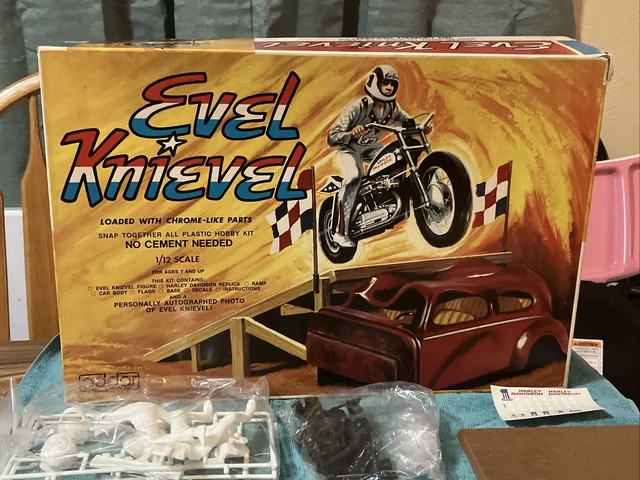 EVEL KNIEVEL
EVEL
KNIEVEL
LOADED WITH CHROME-LIKE PARTS
SNAP TOGETHER ALL PLASTIC HOBBY KIT
NO CEMENT NEEDED
1/12 SCALE
FOR AGES 7 AND UP
THIS KIT CONTAINS:
□ EVEL KNIEVEL FIGURE □ HARLEY DAVIDSON REPLICA □ RAMP
□ CAR BODY □ FLAGS □ BASE □ DECALS □ INSTRUCTIONS
AND A
PERSONALLY AUTOGRAPHED PHOTO
OF EVEL KNIEVEL!
addar
HARLEY
DAVIDSON